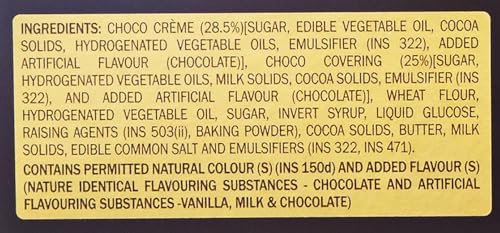 INGREDIENTS: CHOCO CRÈME (28.5%)[SUGAR, EDIBLE VEGETABLE OIL, COCOA
SOLIDS, HYDROGENATED VEGETABLE OILS, EMULSIFIER (INS 322), ADDED
ARTIFICIAL FLAVOUR (CHOCOLATE)], CHOCO COVERING (25%)[SUGAR,
HYDROGENATED VEGETABLE OILS, MILK SOLIDS, COCOA SOLIDS, EMULSIFIER (INS
322), AND ADDED ARTIFICIAL FLAVOUR (CHOCOLATE)], WHEAT FLOUR,
HYDROGENATED VEGETABLE OIL, SUGAR, INVERT SYRUP, LIQUID GLUCOSE,
RAISING AGENTS (INS 503(ii), BAKING POWDER), COCOA SOLIDS, BUTTER, MILK
SOLIDS, EDIBLE COMMON SALT AND EMULSIFIERS (INS 322, INS 471).
CONTAINS PERMITTED NATURAL COLOUR (S) (INS 150d) AND ADDED FLAVOUR (S)
(NATURE IDENTICAL FLAVOURING SUBSTANCES - CHOCOLATE AND ARTIFICIAL
FLAVOURING SUBSTANCES -VANILLA, MILK & CHOCOLATE)